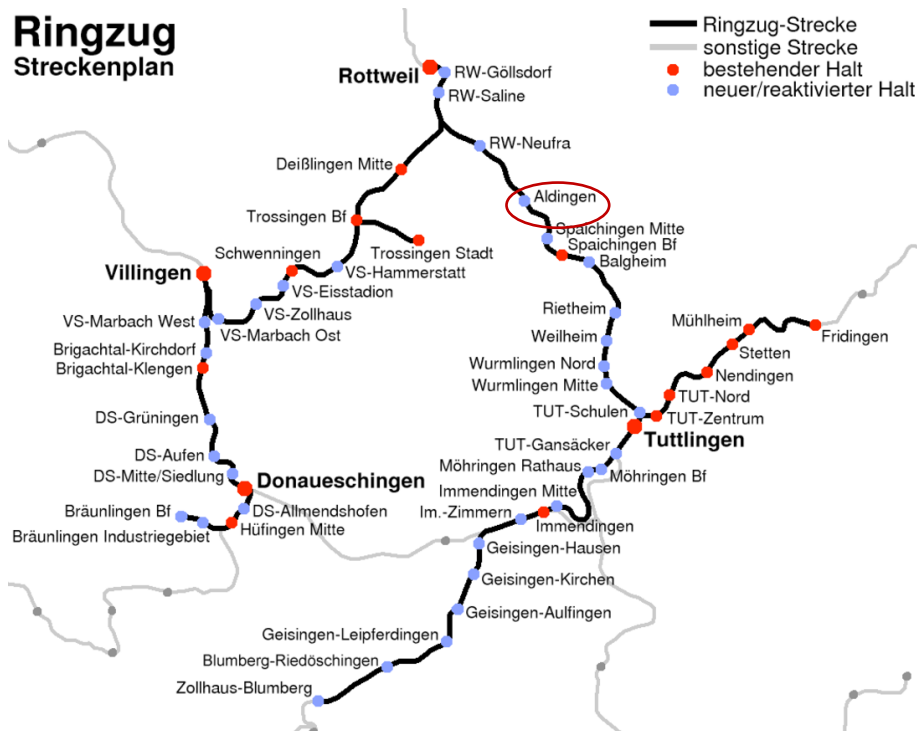 Ringzug
Streckenplan
Ringzug-Strecke
sonstige Strecke
bestehender Halt
neuer/reaktivierter Halt
Rottweil
RW-Göllsdorf
RW-Saline
RW-Neufra
Deißlingen Mitte
Aldingen
Trossingen Bf
Spaichingen Mitte
Spaichingen Bf
Schwenningen
Trossingen Stadt
Balgheim
Villingen
VS-Hammerstatt
VS-Eisstadion
VS-Zollhaus
Rietheim
VS-Marbach West
VS-Marbach Ost
Mühlheim
Weilheim
Fridingen
Brigachtal-Kirchdorf
Stetten
Brigachtal-Klengen
Wurmlingen Nord
Nendingen
Wurmlingen Mitte
TUT-Nord
DS-Grüningen
TUT-Schulen
TUT-Zentrum
Tuttlingen
DS-Aufen
TUT-Gansäcker
DS-Mitte/Siedlung
Möhringen Rathaus
Möhringen Bf
Donaueschingen
Immendingen Mitte
Bräunlingen Bf
DS-Allmendshofen
Im.-Zimmern
Immendingen
Hüfingen Mitte
Bräunlingen Industriegebiet
Geisingen-Hausen
Geisingen-Kirchen
Geisingen-Aulfingen
Geisingen-Leipferdingen
Blumberg-Riedöschingen
Zollhaus-Blumberg